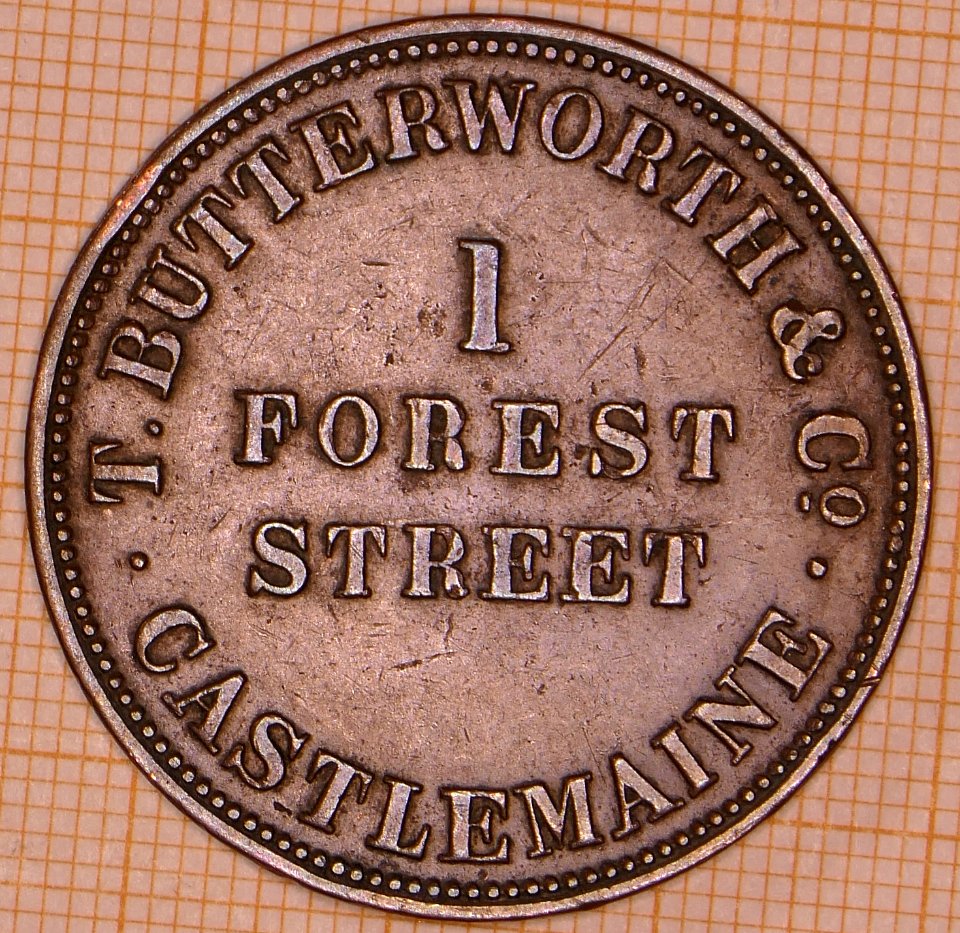 T. BUTTERWORTH & Co
1
FOREST
STREET
· CASTLEMAINE ·